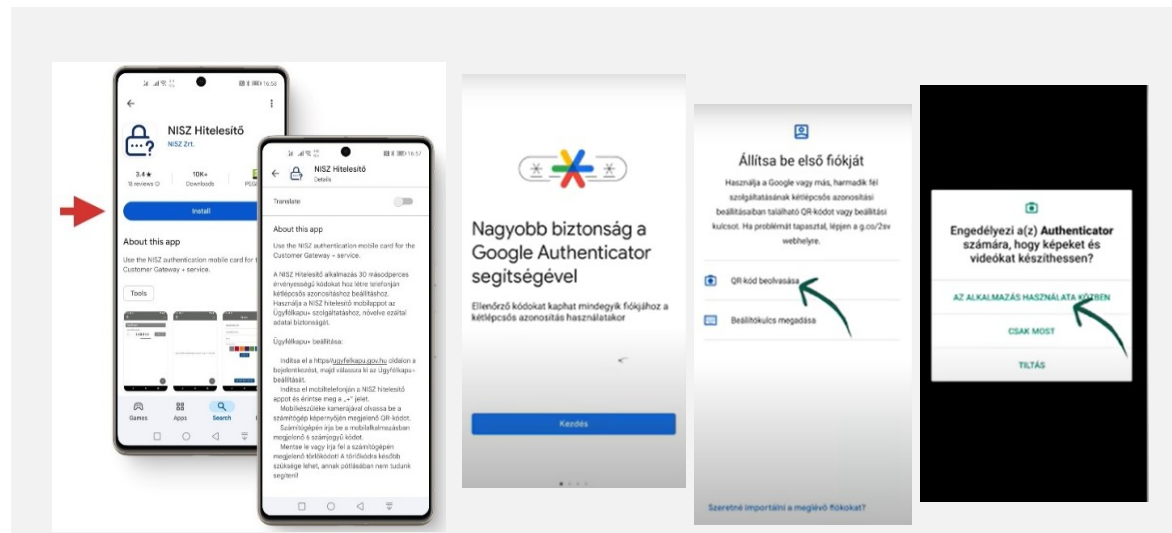 16:58
NISZ Hitelesítő
NISZ Zrt.
3.4★
10K+
Downloads
Install
About this app
Use the NISZ authentication mobile card for
Customer Gateway + service.
Tools
Games
Apps
Search
16:57
NISZ Hitelesítő
Details
Translate
About this app
Use the NISZ authentication mobile card for the
Customer Gateway + service.
A NISZ Hitelesítő alkalmazás 30 másodperces
érvényességű kódokat hoz létre telefonján
kétlépcsős azonosításhoz beállításhoz.
Használja a NISZ hitelesítő mobilappot az
Ügyfélkapu+ szolgáltatáshoz, növelve ezáltal
adatai biztonságát.
Ügyfélkapu+ beállítása:
Indítsa el a https//ugyfelkapu.gov.hu oldalon a
bejelentkezést, majd válassza ki az Ügyfélkapu+
beállítását.
Indítsa el mobiltelefonján a NISZ hitelesítő
appot és érintse meg a „+" jelet.
Mobilkészüléke kamerájával olvassa be a
számítógép képernyőjén megjelenő QR-kódot.
Számítógépén írja be a mobilalkalmazásban
megjelenő 6 számjegyű kódot.
Mentse le vagy írja fel a számítógépén
megjelenő törlőkódot! A törlőkódra később
szüksége lehet, annak pótlásában nem tudunk
segíteni!
Nagyobb biztonság a
Google Authenticator
segítségével
Ellenőrző kódokat kaphat mindegyik fiókjához a
kétlépcsős azonosítás használatakor
Kezdés
Állítsa be első fiókját
Használja a Google vagy más, harmadik fél
szolgáltatásának kétlépcsős azonosítási
beállításaiban található QR-kódot vagy beállítási
kulcsot. Ha problémát tapasztal, lépjen a g.co/2sv
webhelyre.
QR-kód beolvasása
Beállítókulcs megadása
Szeretné importálni a meglévő fiókokat?
Engedélyezi a(z) Authenticator
számára, hogy képeket és
videókat készíthessen?
AZ ALKALMAZÁS HASZNÁLATA KÖZBEN
CSAK MOST
TILTÁS